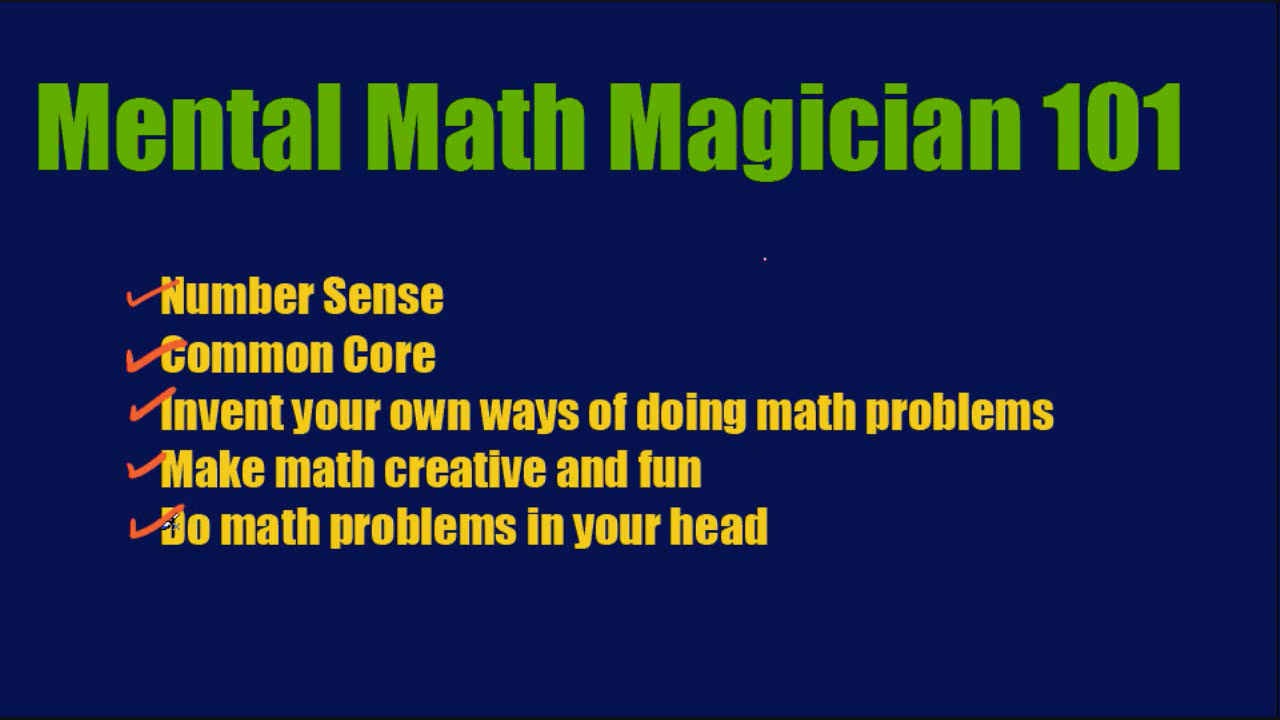 Mental Math Magician 101
Number Sense
Common Core
Invent your own ways of doing math problems
Make math creative and fun
Do math problems in your head